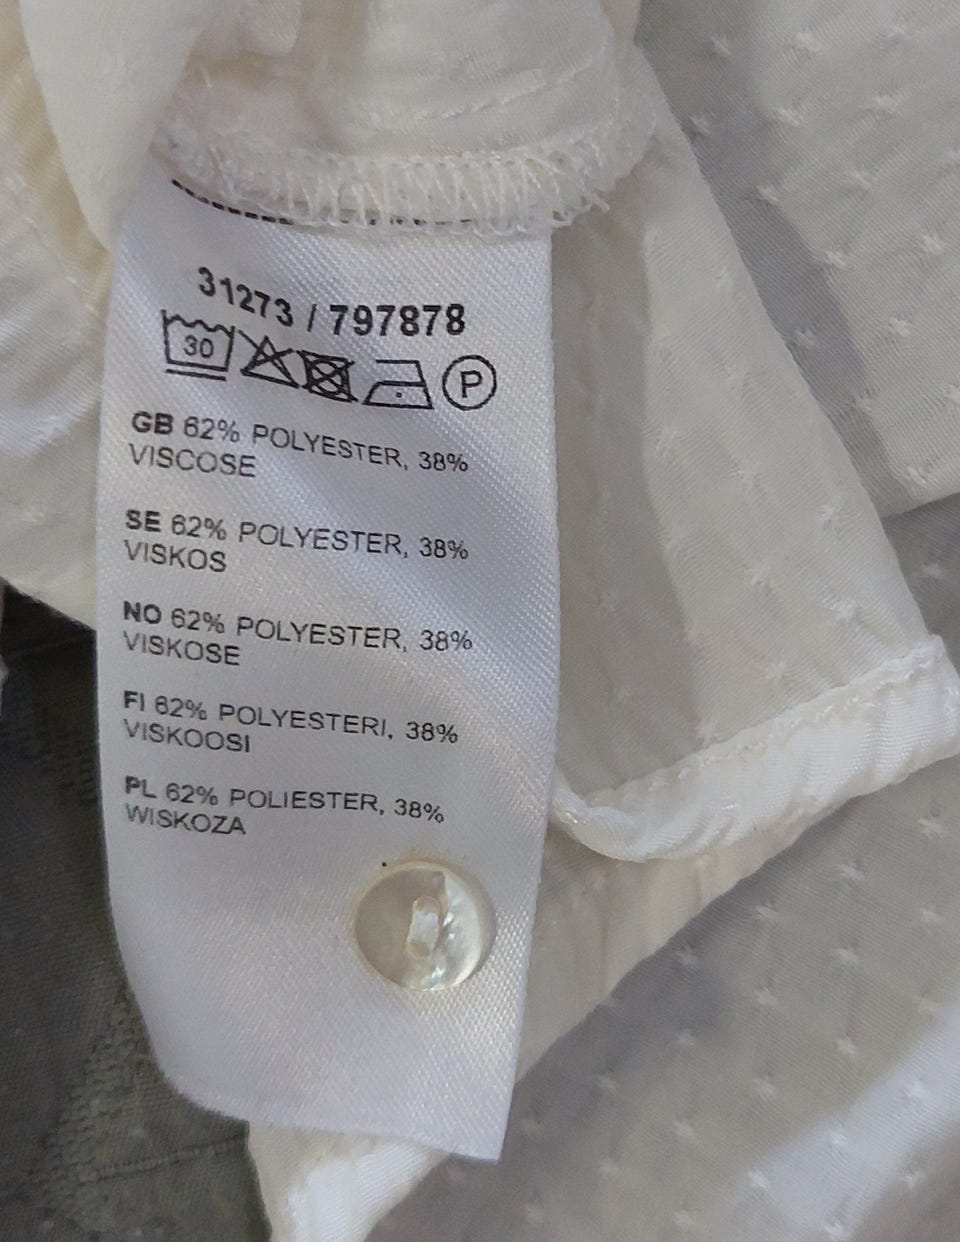 31273 / 797878
30
P
GB 62% POLYESTER, 38%
VISCOSE
SE 62% POLYESTER, 38%
VISKOS
NO 62% POLYESTER, 38%
VISKOSE
FI 62% POLYESTERI, 38%
VISKOOSI
PL 62% POLIESTER, 38%
WISKOZA